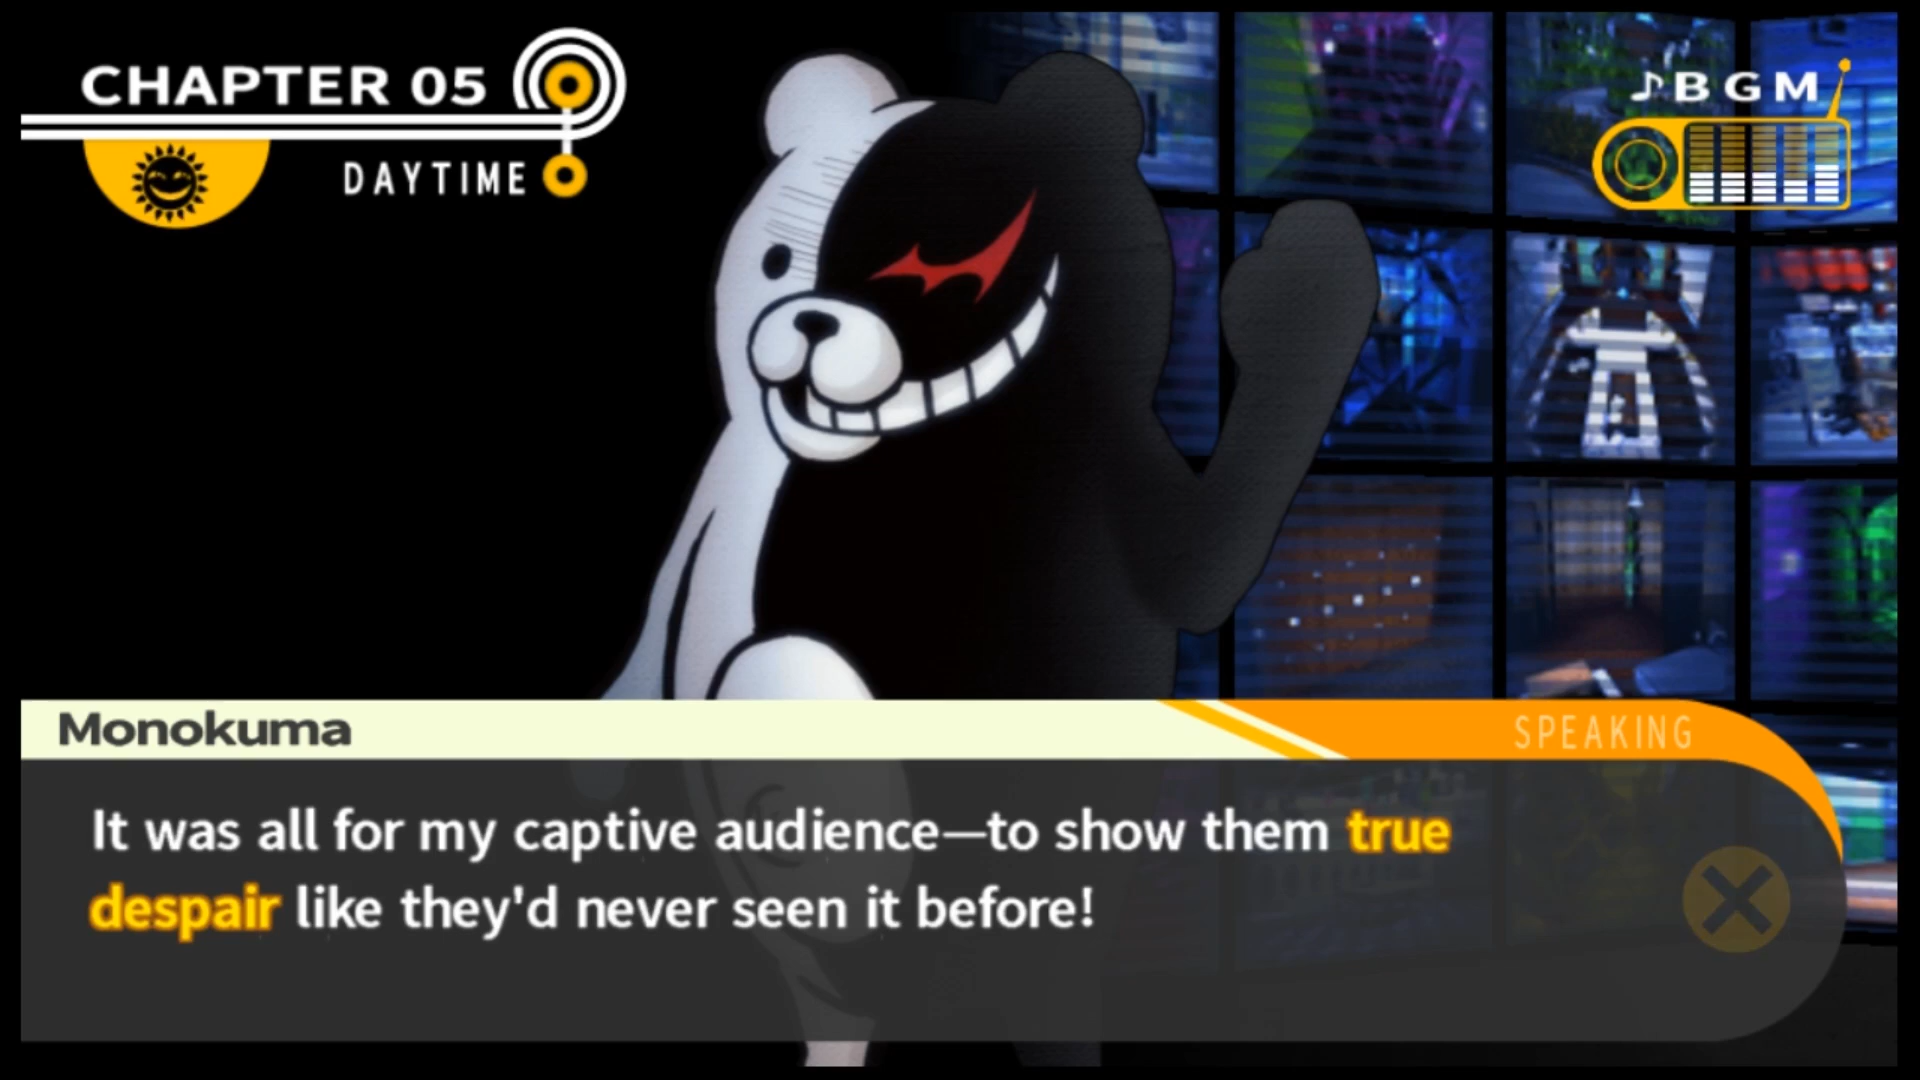 CHAPTER 05
DAYTIME
♪BGM
Monokuma
SPEAKING
It was all for my captive audience—to show them true
despair like they'd never seen it before!